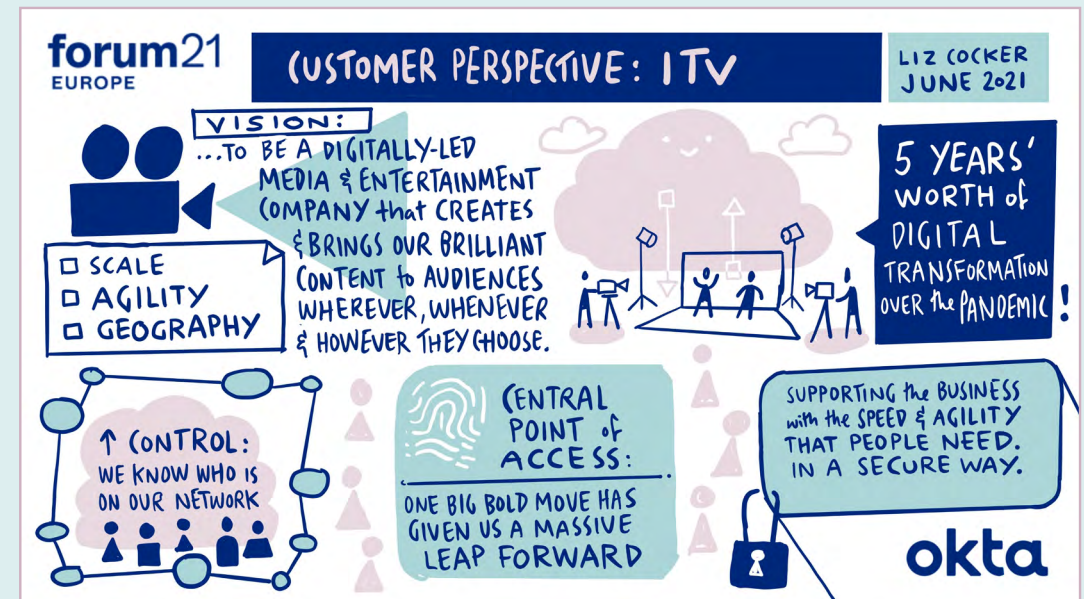 forum21
EUROPE
CUSTOMER PERSPECTIVE: ITV
LIZ COCKER
JUNE 2021
VISION:
...TO BE A DIGITALLY-LED
MEDIA & ENTERTAINMENT
COMPANY that CREATES
& BRINGS OUR BRILLIANT
CONTENT to AUDIENCES
WHEREVER, WHENEVER
& HOWEVER THEY CHOOSE.
SCALE
AGILITY
GEOGRAPHY
5 YEARS'
WORTH of
DIGITAL
TRANSFORMATION
OVER the PANDEMIC!
↑ CONTROL:
WE KNOW WHO IS
ON OUR NETWORK
CENTRAL
POINT of
ACCESS:
ONE BIG BOLD MOVE HAS
GIVEN US A MASSIVE
LEAP FORWARD
SUPPORTING the BUSINESS
with the SPEED & AGILITY
THAT PEOPLE NEED.
IN A SECURE WAY.
okta